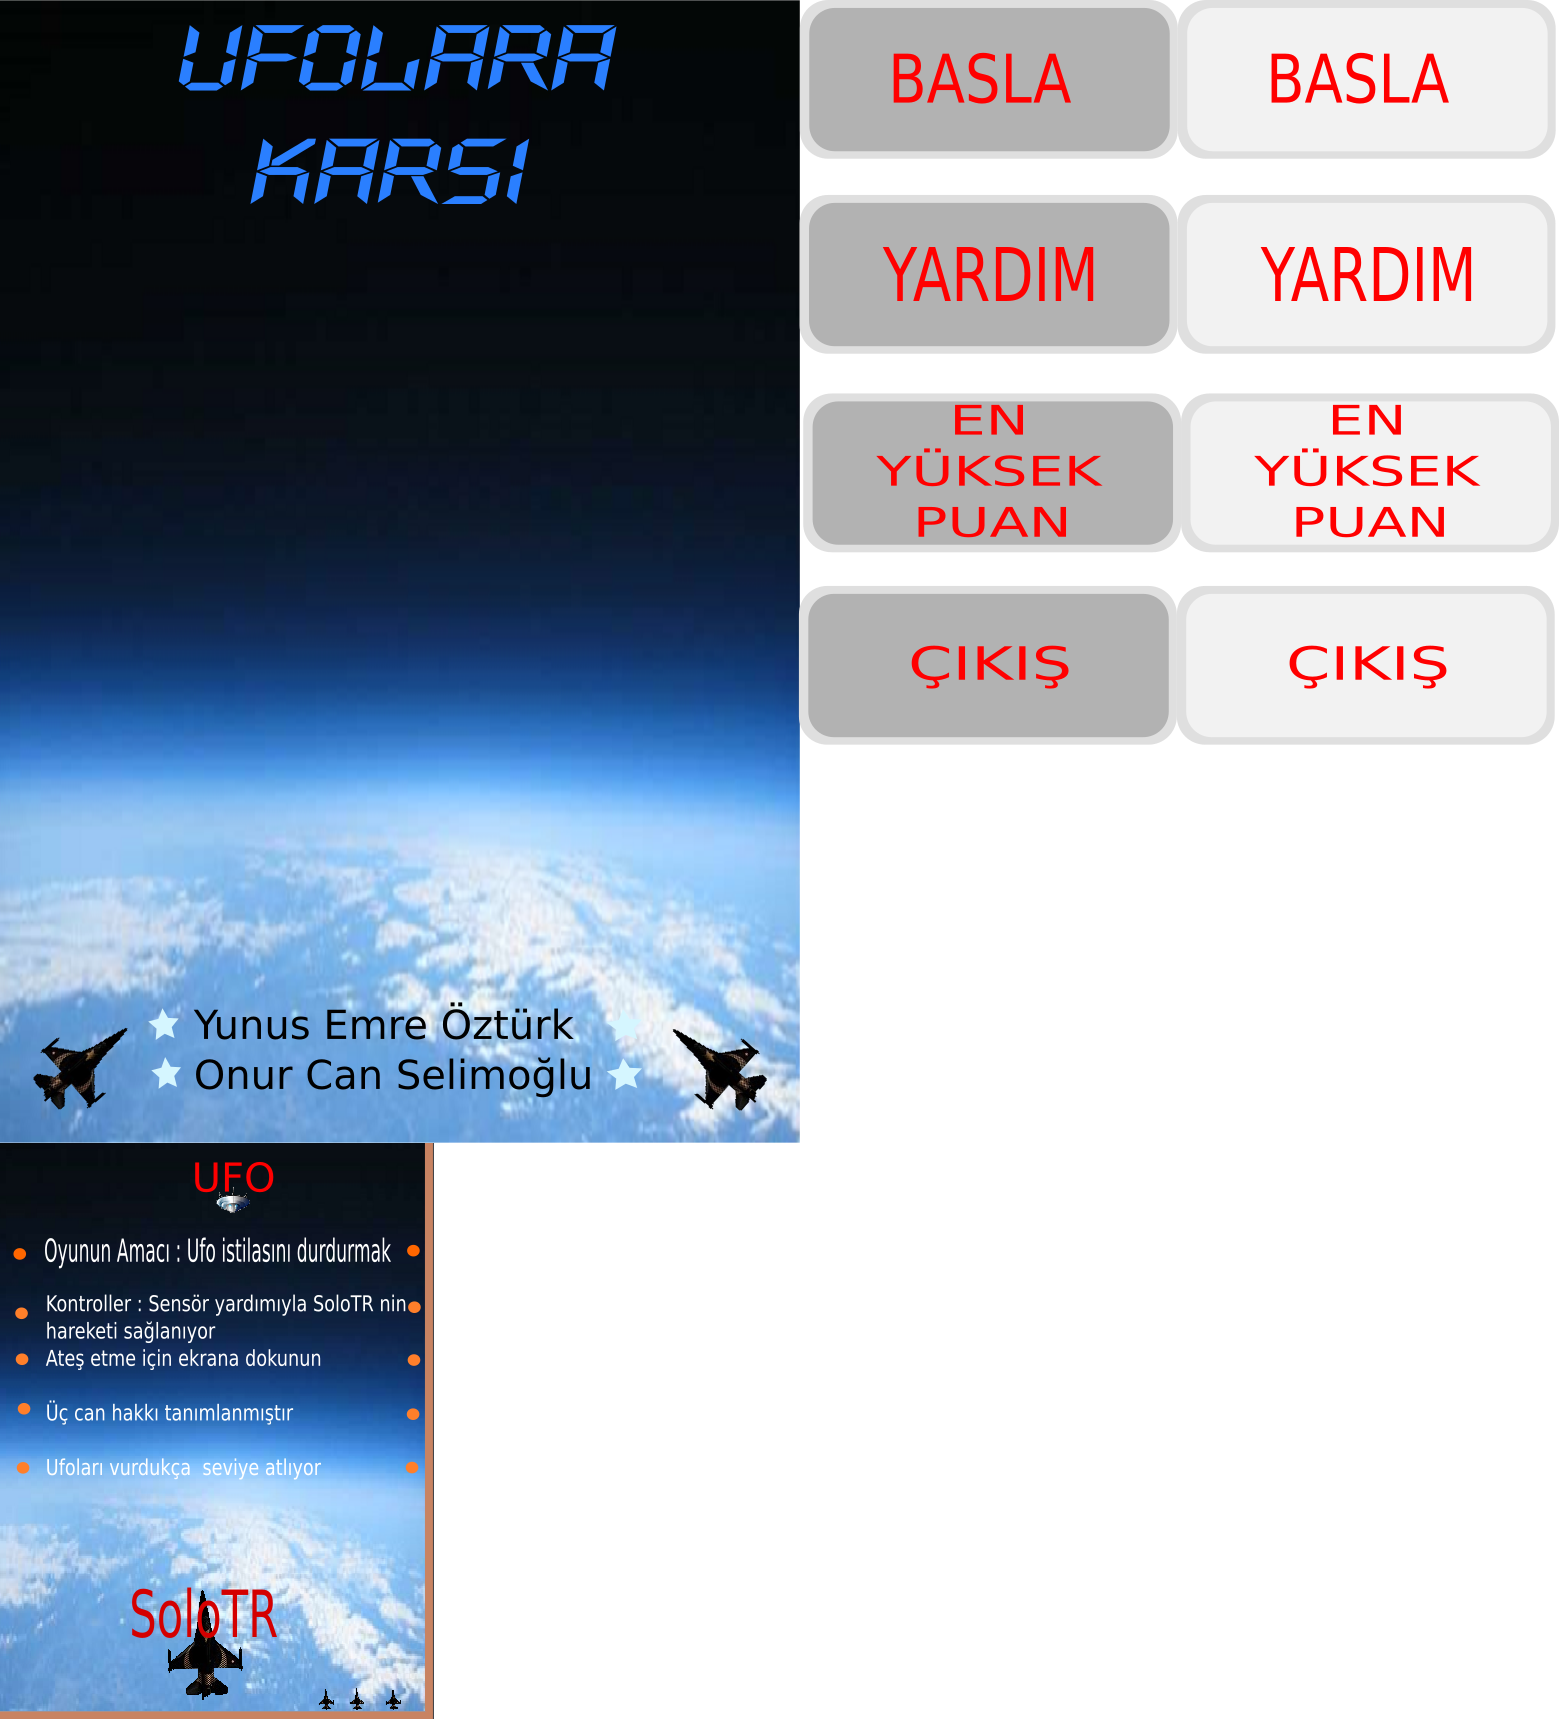 UFOLARA
KARSI
BASLA
BASLA
YARDIM
YARDIM
EN
YÜKSEK
PUAN
EN
YÜKSEK
PUAN
ÇIKIŞ
ÇIKIŞ
Yunus Emre Öztürk
Onur Can Selimoğlu
UFO
Oyunun Amacı : Ufo istilasını durdurmak
Kontroller : Sensör yardımıyla SoloTR nin
hareketi sağlanıyor
Ateş etme için ekrana dokunun
Üç can hakkı tanımlanmıştır
Ufoları vurdukça  seviye atlıyor
SoloTR